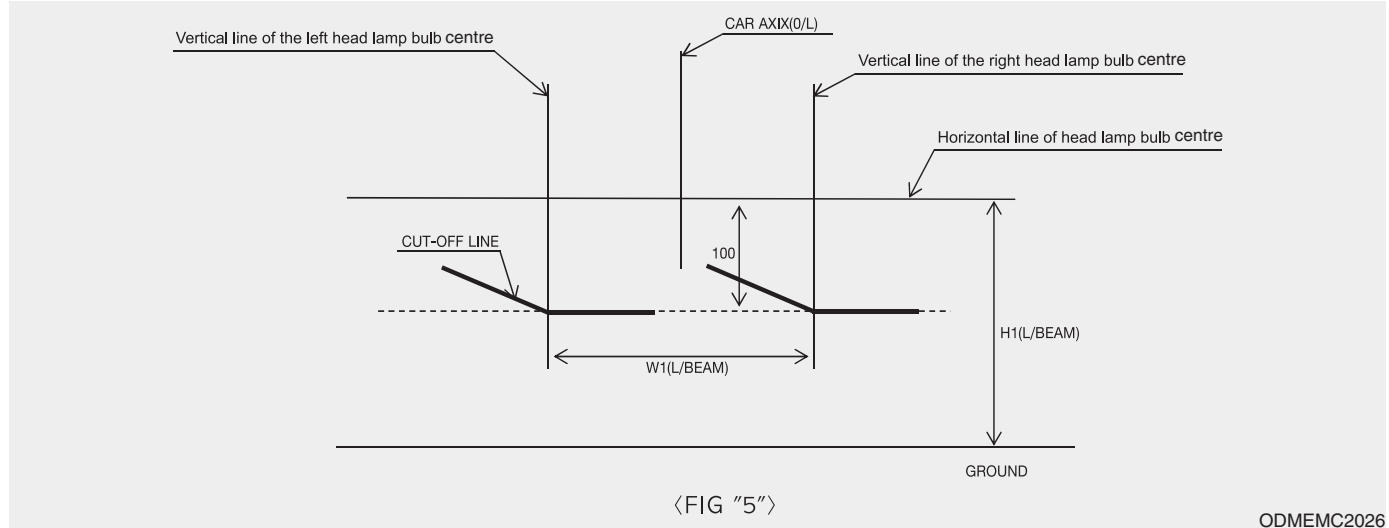 CAR AXIX(0/L)
Vertical line of the left head lamp bulb centre
Vertical line of the right head lamp bulb centre
Horizontal line of head lamp bulb centre
CUT-OFF LINE
100
H1(L/BEAM)
W1(L/BEAM)
GROUND
〈FIG "5"〉
ODMEMC2026